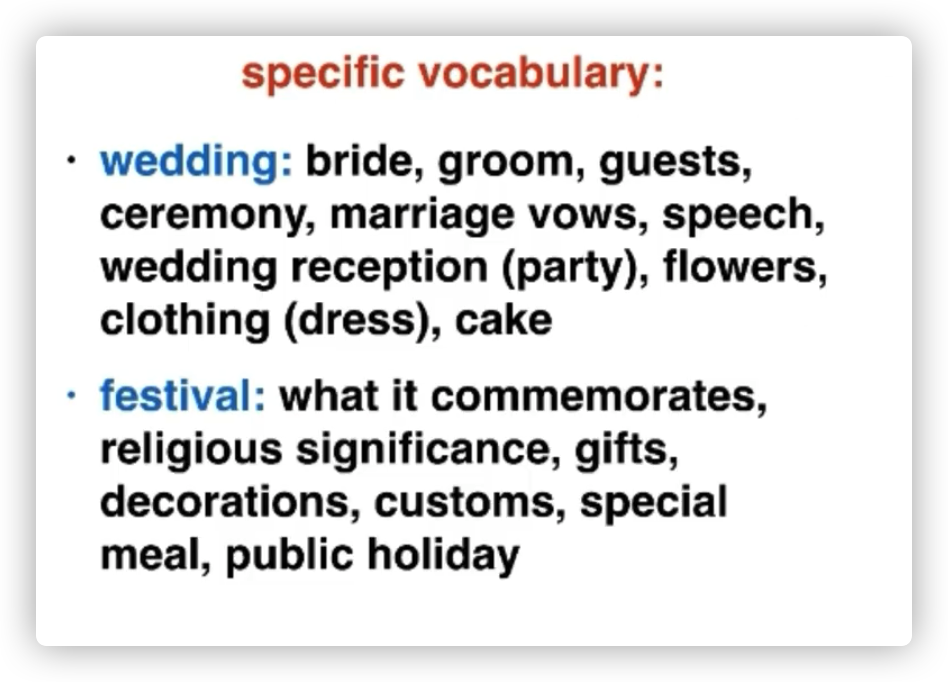 specific vocabulary:
• wedding: bride, groom, guests,
ceremony, marriage vows, speech,
wedding reception (party), flowers,
clothing (dress), cake
• festival: what it commemorates,
religious significance, gifts,
decorations, customs, special
meal, public holiday